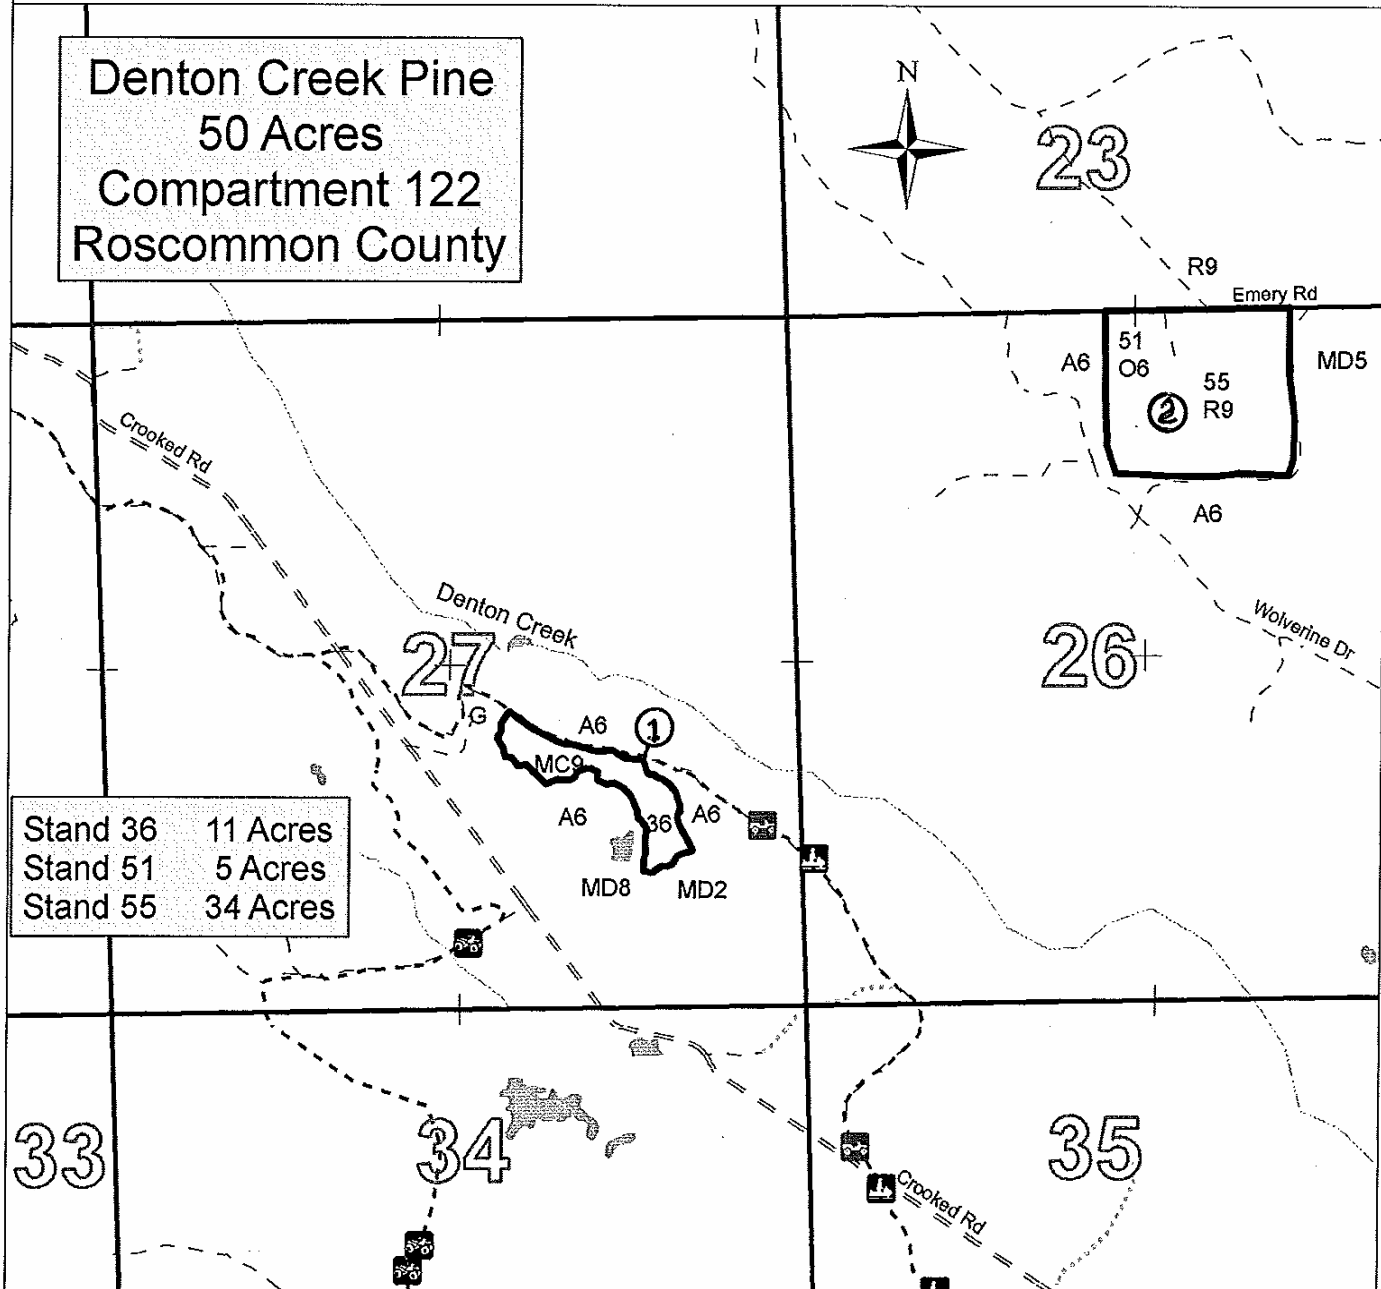 Denton Creek Pine
50 Acres
Compartment 122
Roscommon County
N
23
R9
Emery Rd
51
O6
A6
MD5
55
R9
2
A6
Crooked Rd
Denton Creek
27
26
Wolverine Dr
G
A6
1
MC9
A6
36
A6
MD8
MD2
Stand 36 11 Acres
Stand 51 5 Acres
Stand 55 34 Acres
33
34
35
Crooked Rd